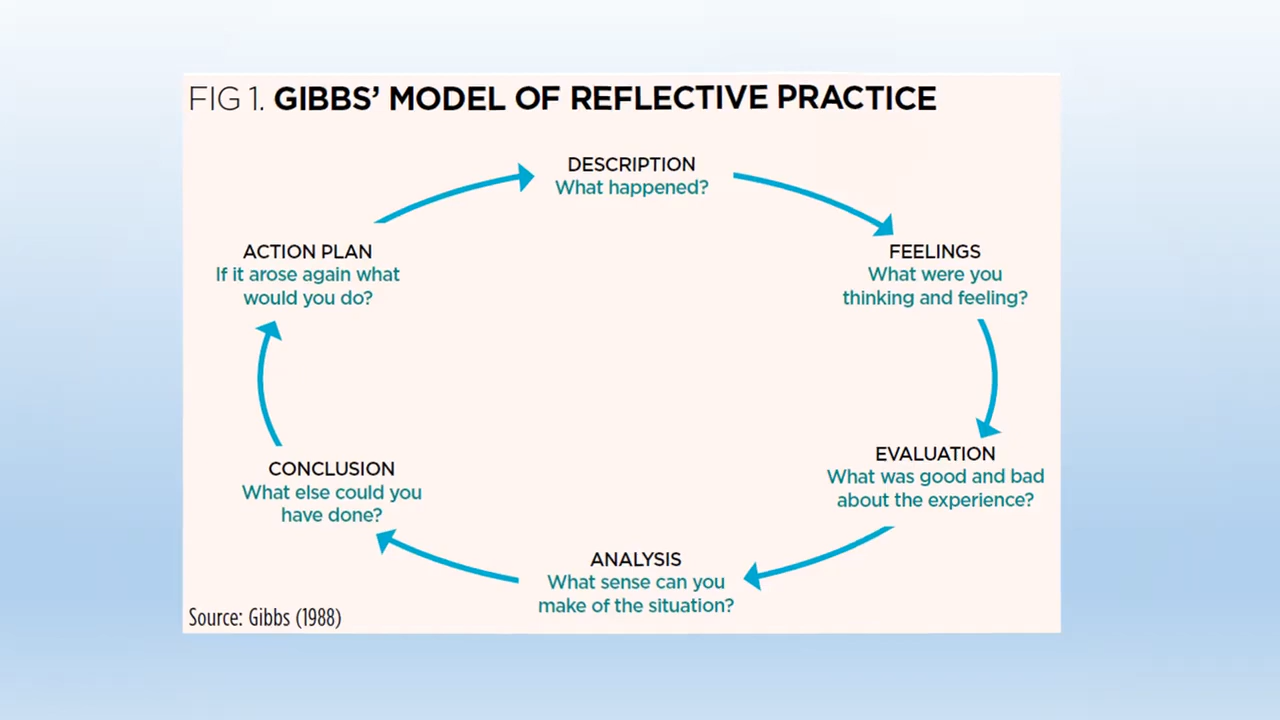 FIG 1. GIBBS’ MODEL OF REFLECTIVE PRACTICE
DESCRIPTION
What happened?
FEELINGS
What were you
thinking and feeling?
EVALUATION
What was good and bad
about the experience?
ANALYSIS
What sense can you
make of the situation?
CONCLUSION
What else could you
have done?
ACTION PLAN
If it arose again what
would you do?
Source: Gibbs (1988)